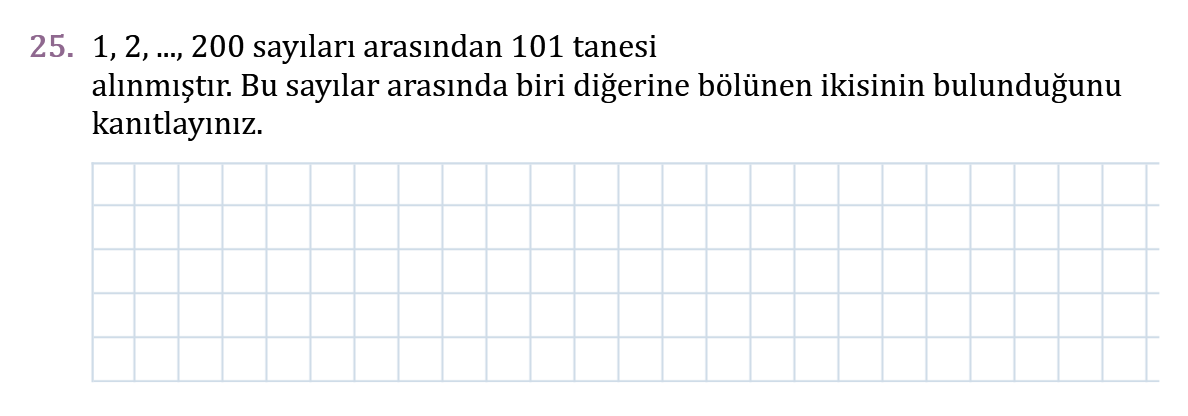 25. 1, 2, ..., 200 sayıları arasından 101 tanesi
alınmıştır. Bu sayılar arasında biri diğerine bölünen ikisinin bulunduğunu
kanıtlayınız.